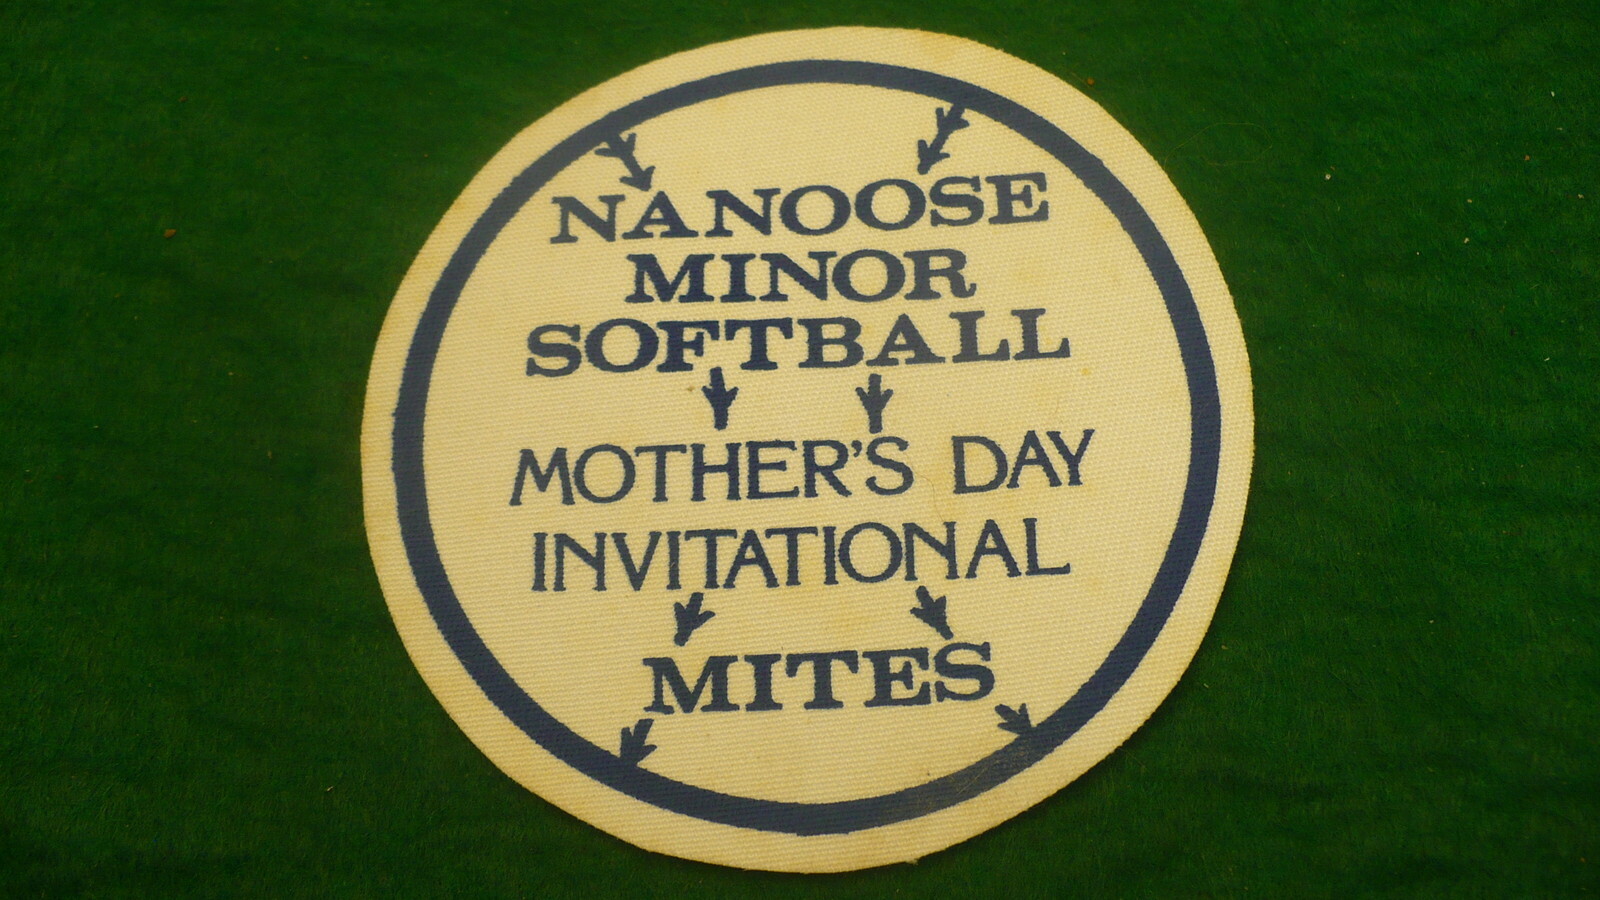 NANOOSE
MINOR
SOFTBALL
MOTHER'S DAY
INVITATIONAL
MITES